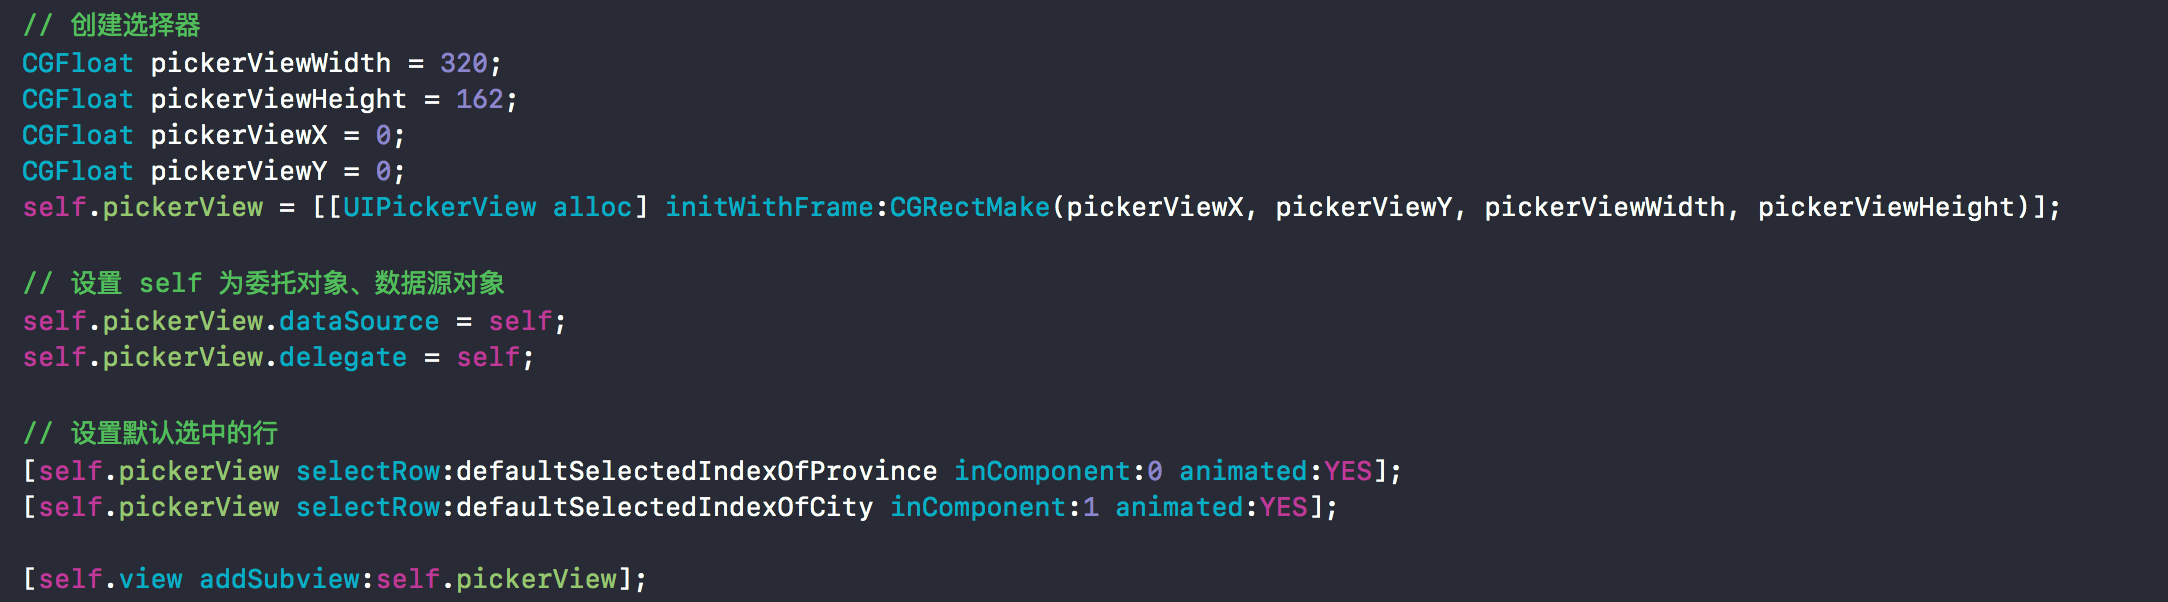 // 创建选择器
CGFloat pickerViewWidth = 320;
CGFloat pickerViewHeight = 162;
CGFloat pickerViewX = 0;
CGFloat pickerViewY = 0;
self.pickerView = [[UIPickerView alloc] initWithFrame:CGRectMake(pickerViewX, pickerViewY, pickerViewWidth, pickerViewHeight)];
// 设置 self 为委托对象、数据源对象
self.pickerView.dataSource = self;
self.pickerView.delegate = self;
// 设置默认选中的行
[self.pickerView selectRow:defaultSelectedIndexOfProvince inComponent:0 animated:YES];
[self.pickerView selectRow:defaultSelectedIndexOfCity inComponent:1 animated:YES];
[self.view addSubview:self.pickerView];